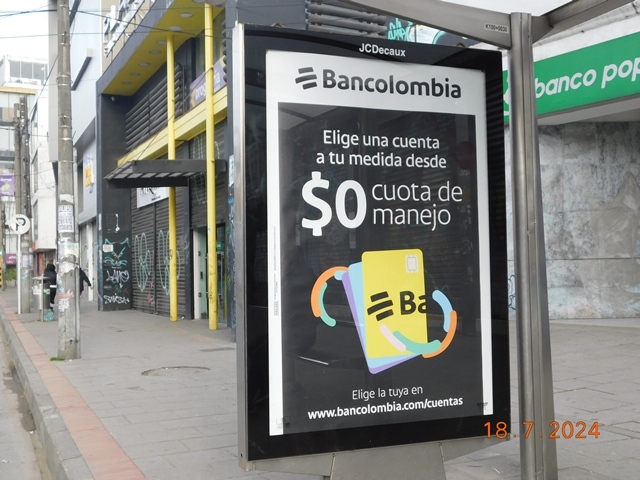 JCDecaux
Bancolombia
banco pop
Elige una cuenta
a tu medida desde
$0 cuota de
manejo
Ba
Elige la tuya en
www.bancolombia.com/cuentas
P
18.7.2024